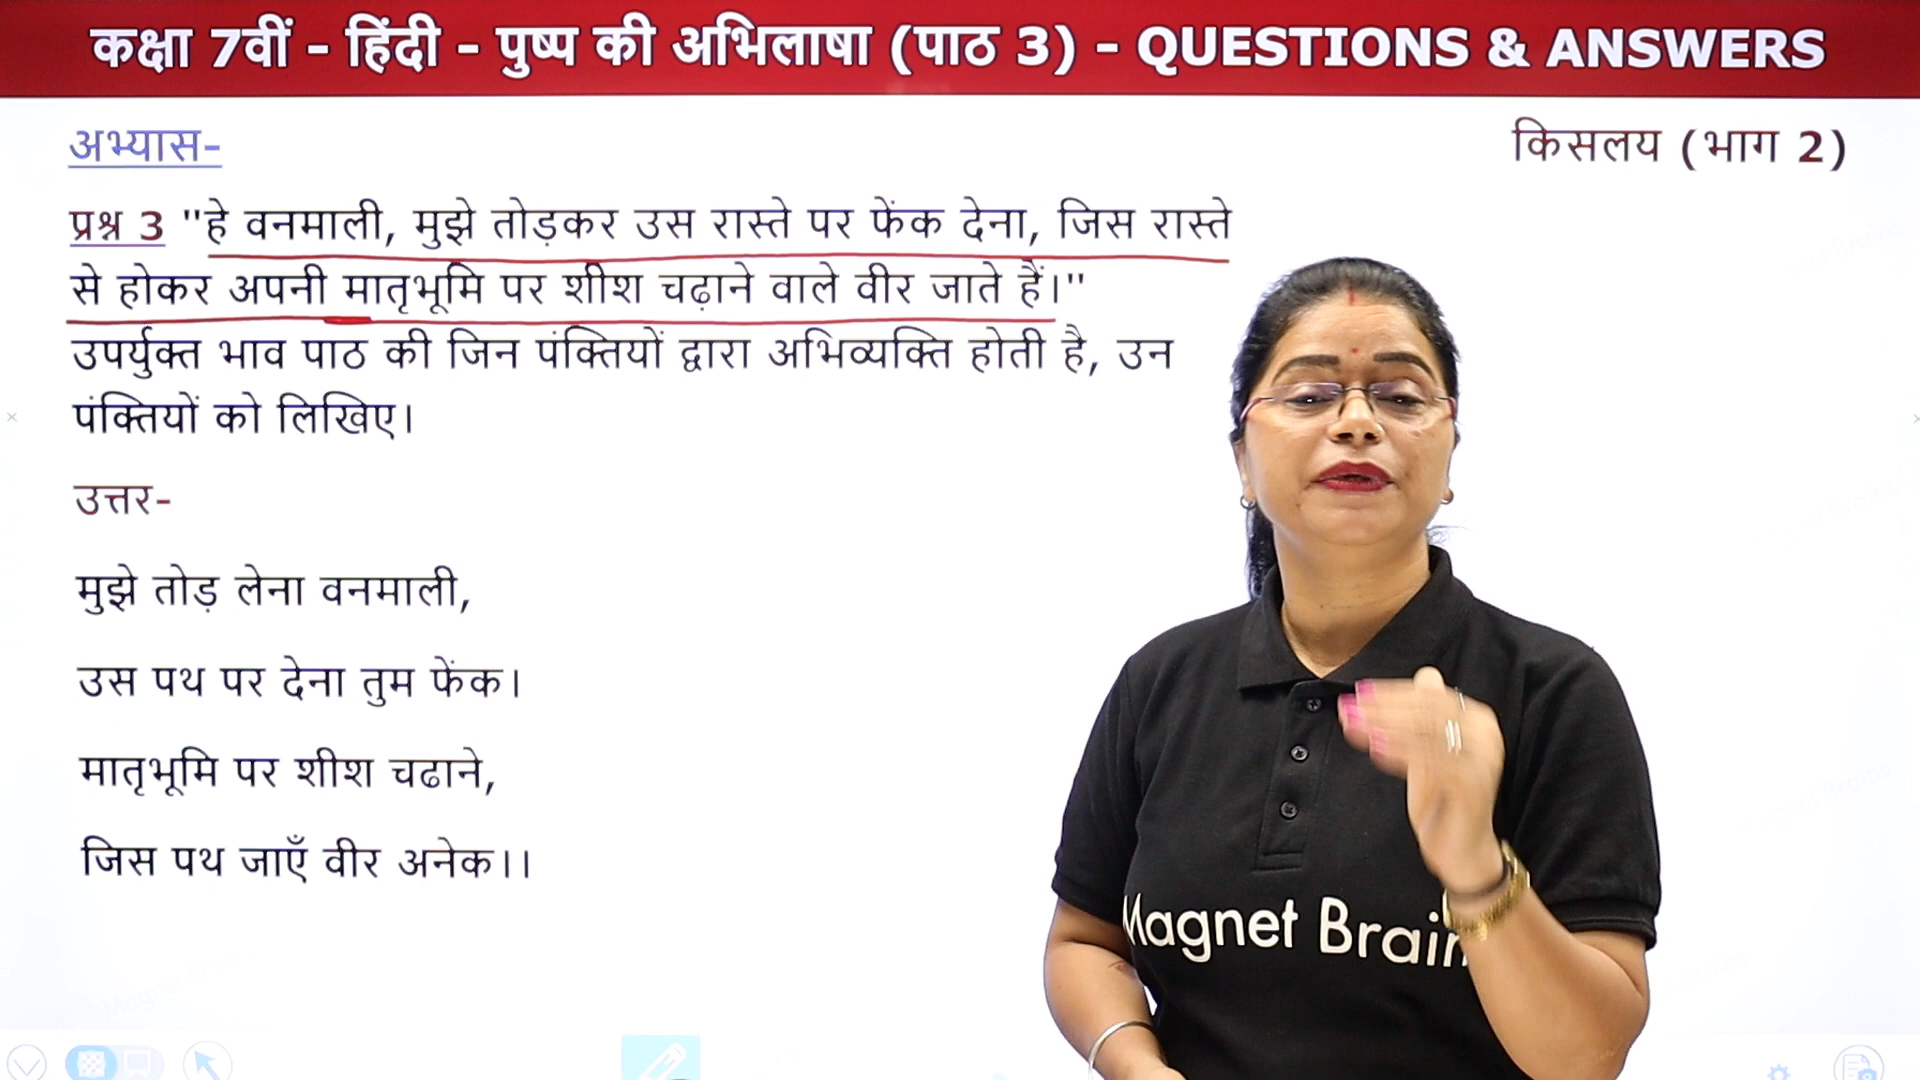 कक्षा 7वीं - हिंदी - पुष्प की अभिलाषा (पाठ 3) - QUESTIONS & ANSWERS
अभ्यास-
किसलय (भाग 2)
प्रश्न 3 "हे वनमाली, मुझे तोड़कर उस रास्ते पर फेंक देना, जिस रास्ते
से होकर अपनी मातृभूमि पर शीश चढ़ाने वाले वीर जाते हैं।"
उपर्युक्त भाव पाठ की जिन पंक्तियों द्वारा अभिव्यक्ति होती है, उन
पंक्तियों को लिखिए।
उत्तर-
मुझे तोड़ लेना वनमाली,
उस पथ पर देना तुम फेंक।
मातृभूमि पर शीश चढाने,
जिस पथ जाएँ वीर अनेक।।
Magnet Brain